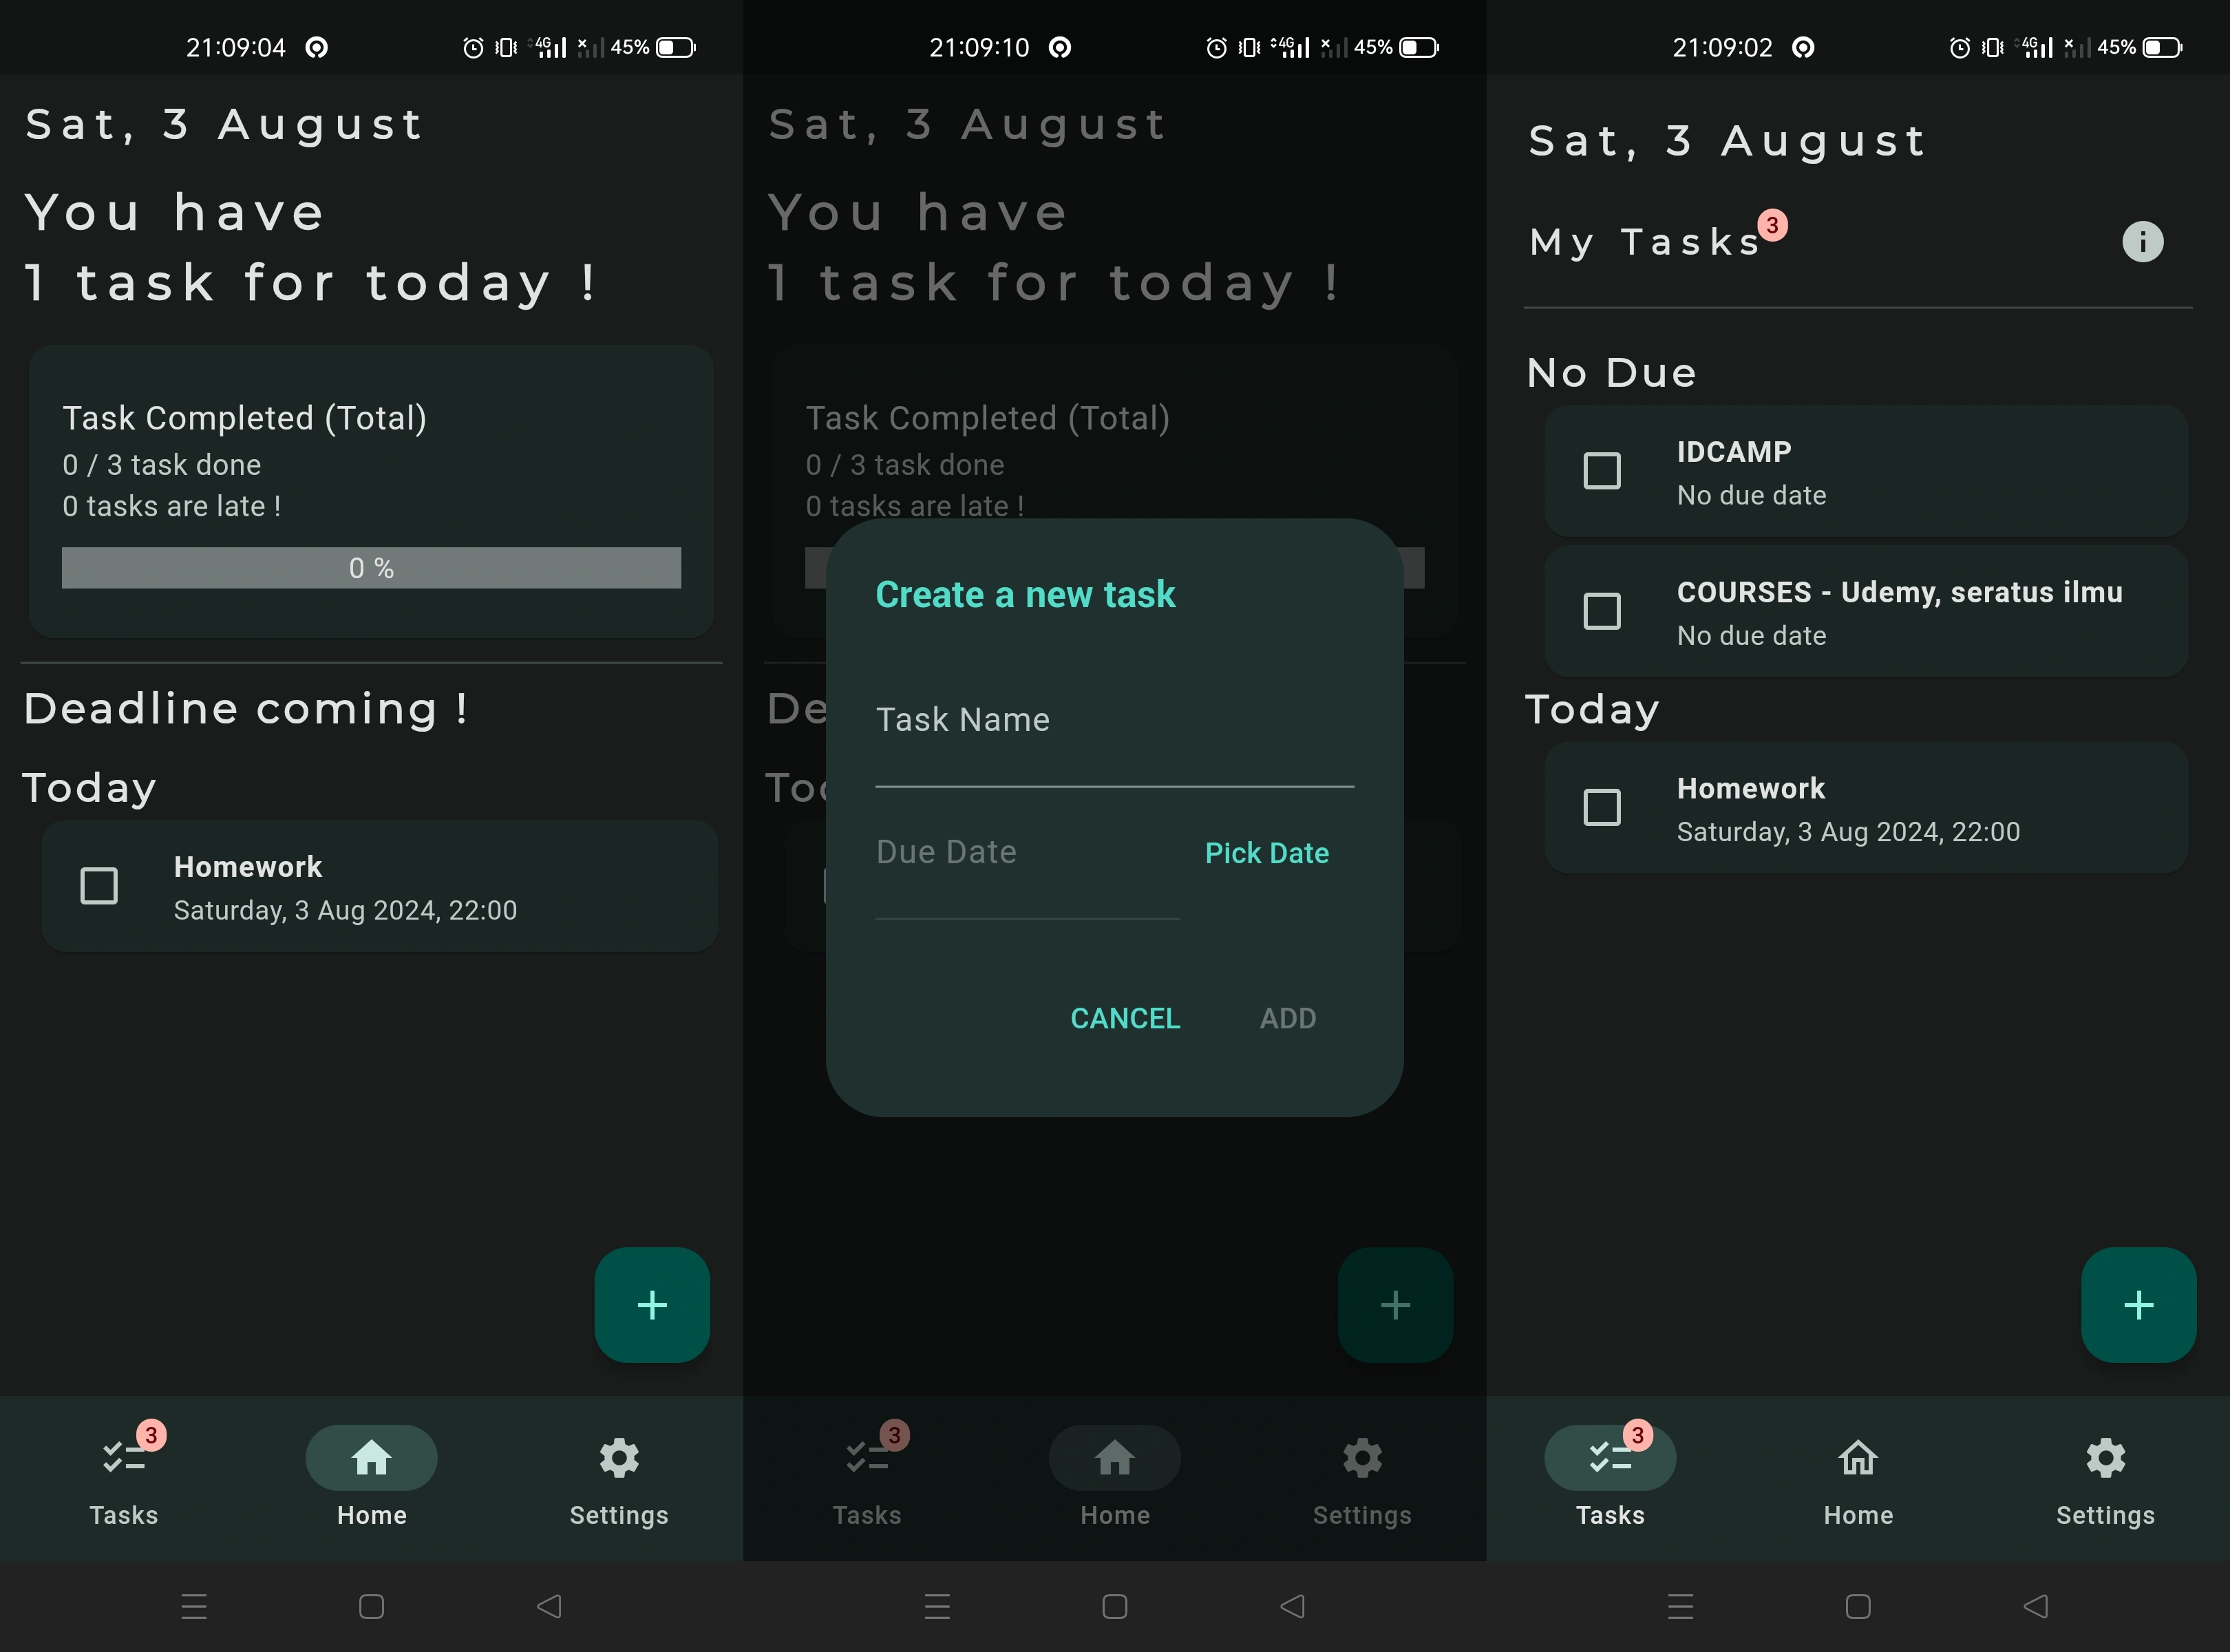 21:09:04
4G
45%
Sat, 3 August
You have
1 task for today !
Task Completed (Total)
0 / 3 task done
0 tasks are late !
0 %
Deadline coming !
Today
Homework
Saturday, 3 Aug 2024, 22:00
+
3
Tasks
Home
Settings
21:09:10
4G
45%
Sat, 3 August
You have
1 task for today !
Task Completed (Total)
0 / 3 task done
0 tasks are late !
Create a new task
De
Task Name
Too
Due Date
Pick Date
CANCEL
ADD
+
3
Tasks
Home
Settings
21:09:02
4G
45%
Sat, 3 August
My Tasks 3
i
No Due
IDCAMP
No due date
COURSES - Udemy, seratus ilmu
No due date
Today
Homework
Saturday, 3 Aug 2024, 22:00
+
3
Tasks
Home
Settings